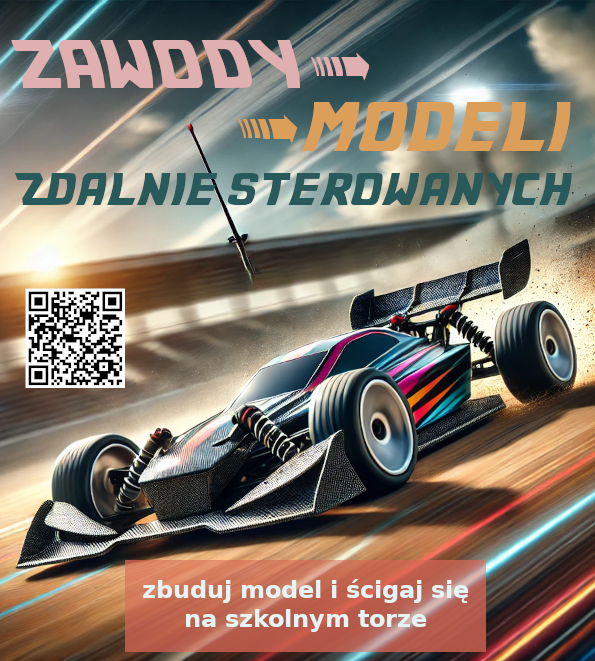 ZAWODY
MODELI
ZDALNIE STEROWANYCH
zbuduj model i ścigaj się
na szkolnym torze